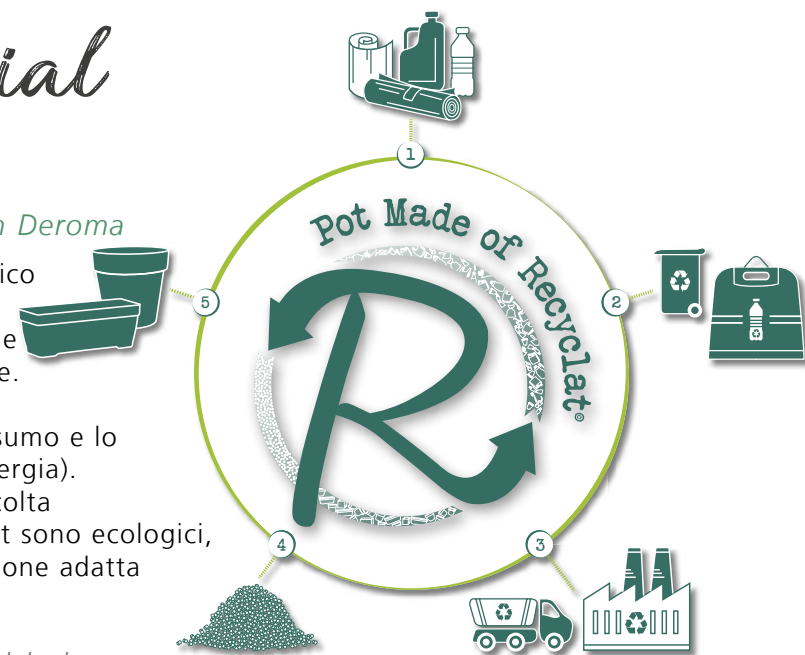 ial
n Deroma
ico
e
e.
sumo e lo
ergia).
colta
t sono ecologici,
one adatta
Pot Made of Recyclat©
R
1
2
3
4
5